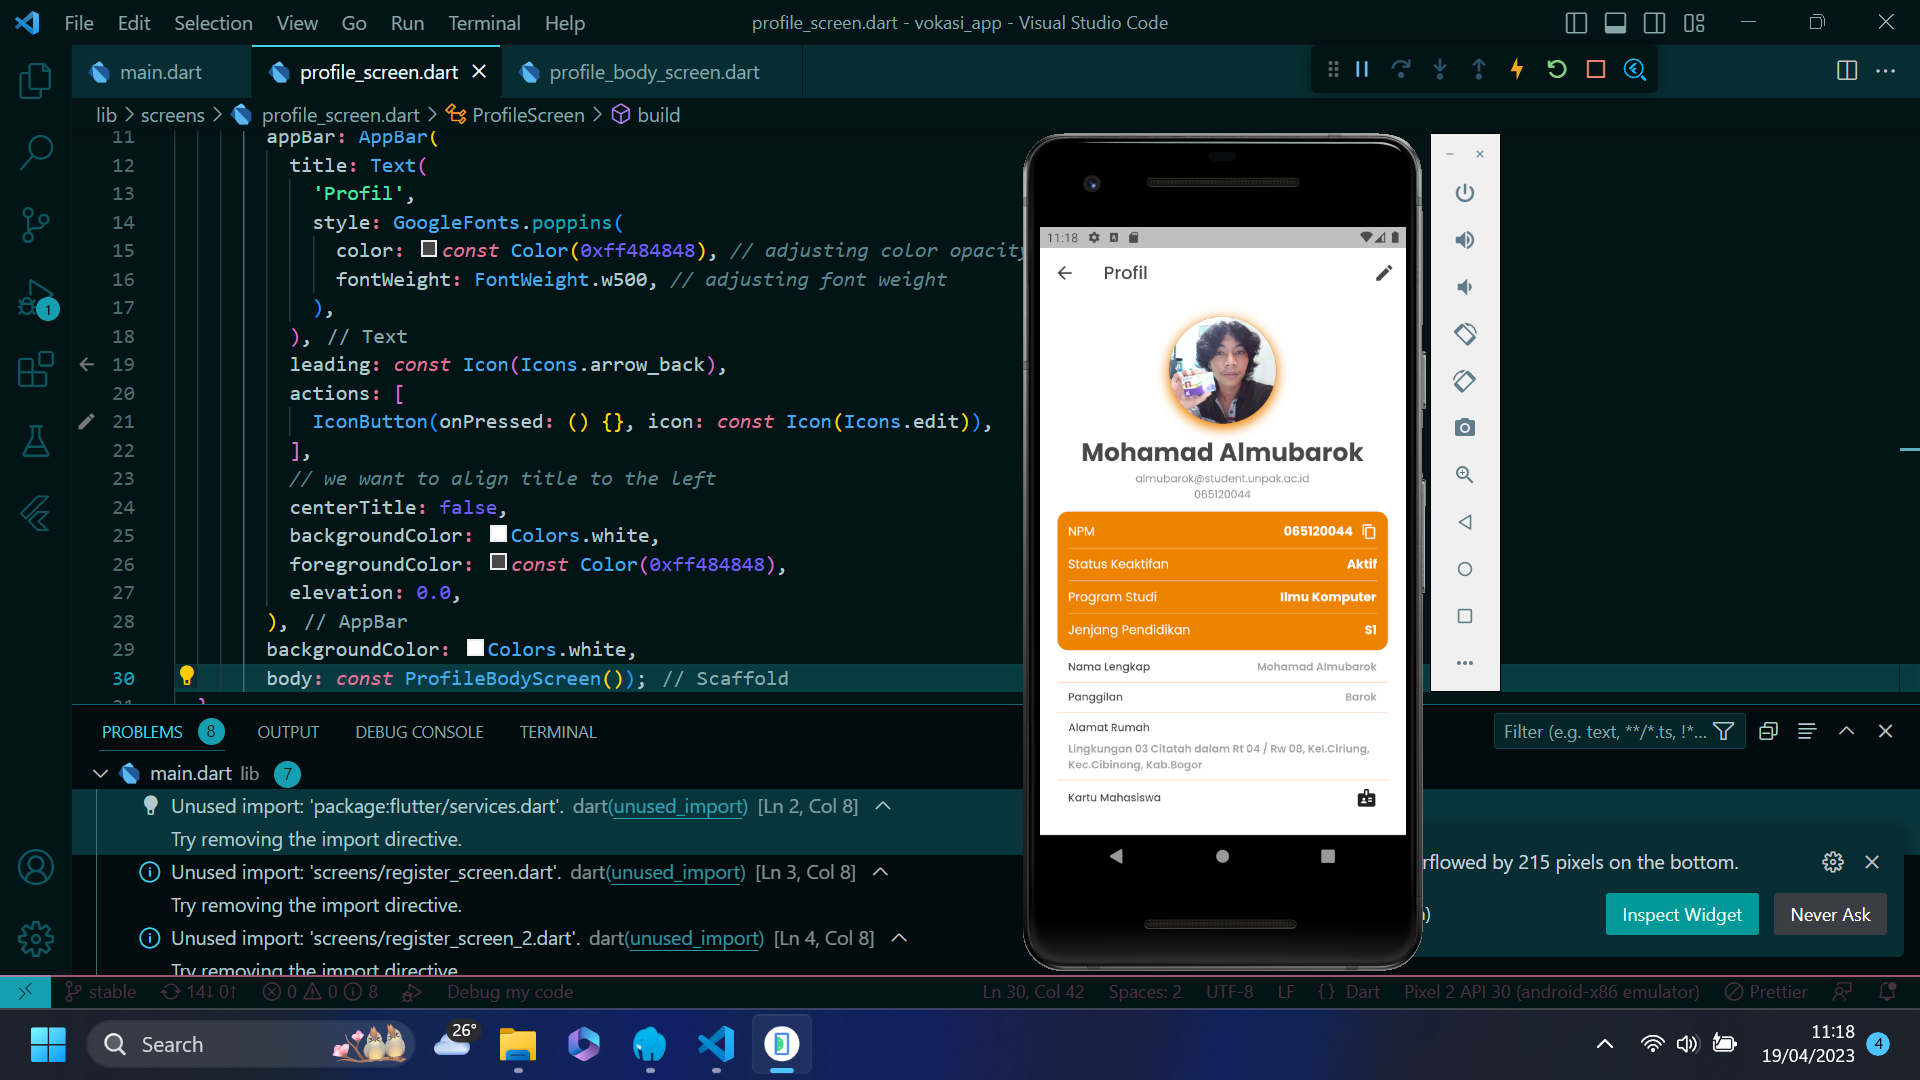 File Edit Selection View Go Run Terminal Help
profile_screen.dart - vokasi_app - Visual Studio Code
main.dart
profile_screen.dart
profile_body_screen.dart
lib > screens > profile_screen.dart > ProfileScreen > build
11 appBar: AppBar(
12 title: Text(
13 'Profil',
14 style: GoogleFonts.poppins(
15 color: const Color(0xff484848), // adjusting color opacity
16 fontWeight: FontWeight.w500, // adjusting font weight
17 ),
18 ), // Text
19 leading: const Icon(Icons.arrow_back),
20 actions: [
21 IconButton(onPressed: () {}, icon: const Icon(Icons.edit)),
22 ],
23 // we want to align title to the left
24 centerTitle: false,
25 backgroundColor: Colors.white,
26 foregroundColor: const Color(0xff484848),
27 elevation: 0.0,
28 ), // AppBar
29 backgroundColor: Colors.white,
30 body: const ProfileBodyScreen()); // Scaffold
1
11:18
Profil
Mohamad Almubarok
almubarok@student.unpak.ac.id
065120044
NPM 065120044
Status Keaktifan Aktif
Program Studi Ilmu Komputer
Jenjang Pendidikan S1
Nama Lengkap Mohamad Almubarok
Panggilan Barok
Alamat Rumah
Lingkungan 03 Citatah dalam Rt 04 / Rw 08, Kel.Ciriung,
Kec.Cibinong, Kab.Bogor
Kartu Mahasiswa
PROBLEMS 8 OUTPUT DEBUG CONSOLE TERMINAL
Filter (e.g. text, **/*.ts, !*...
main.dart lib 7
Unused import: 'package:flutter/services.dart'. dart(unused_import) [Ln 2, Col 8]
Try removing the import directive.
Unused import: 'screens/register_screen.dart'. dart(unused_import) [Ln 3, Col 8]
Try removing the import directive.
Unused import: 'screens/register_screen_2.dart'. dart(unused_import) [Ln 4, Col 8]
Try removing the import directive.
rflowed by 215 pixels on the bottom.
)
Inspect Widget
Never Ask
stable 14↓ 0↑ 0 0 8 Debug my code
Ln 30, Col 42 Spaces: 2 UTF-8 LF {} Dart Pixel 2 API 30 (android-x86 emulator) Prettier
Search
26°
11:18
19/04/2023
4